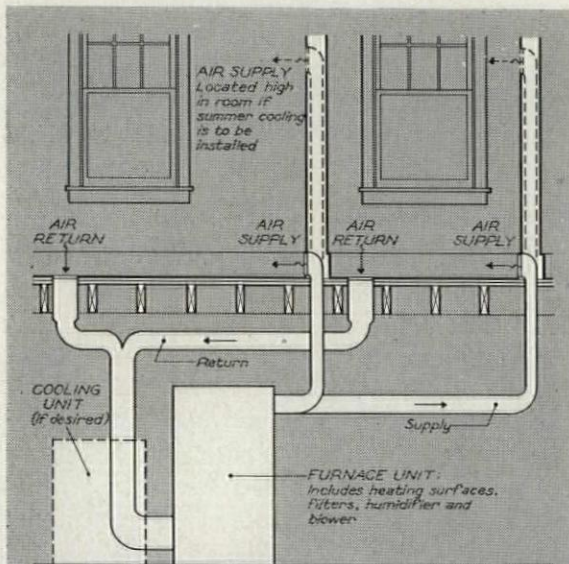 AIR SUPPLY
Located high
in room if
summer cooling
is to be
installed
AIR
RETURN
AIR
SUPPLY
AIR
RETURN
AIR
SUPPLY
Return
COOLING
UNIT
(if desired)
Supply
FURNACE UNIT:
Includes heating surfaces,
filters, humidifier and
blower